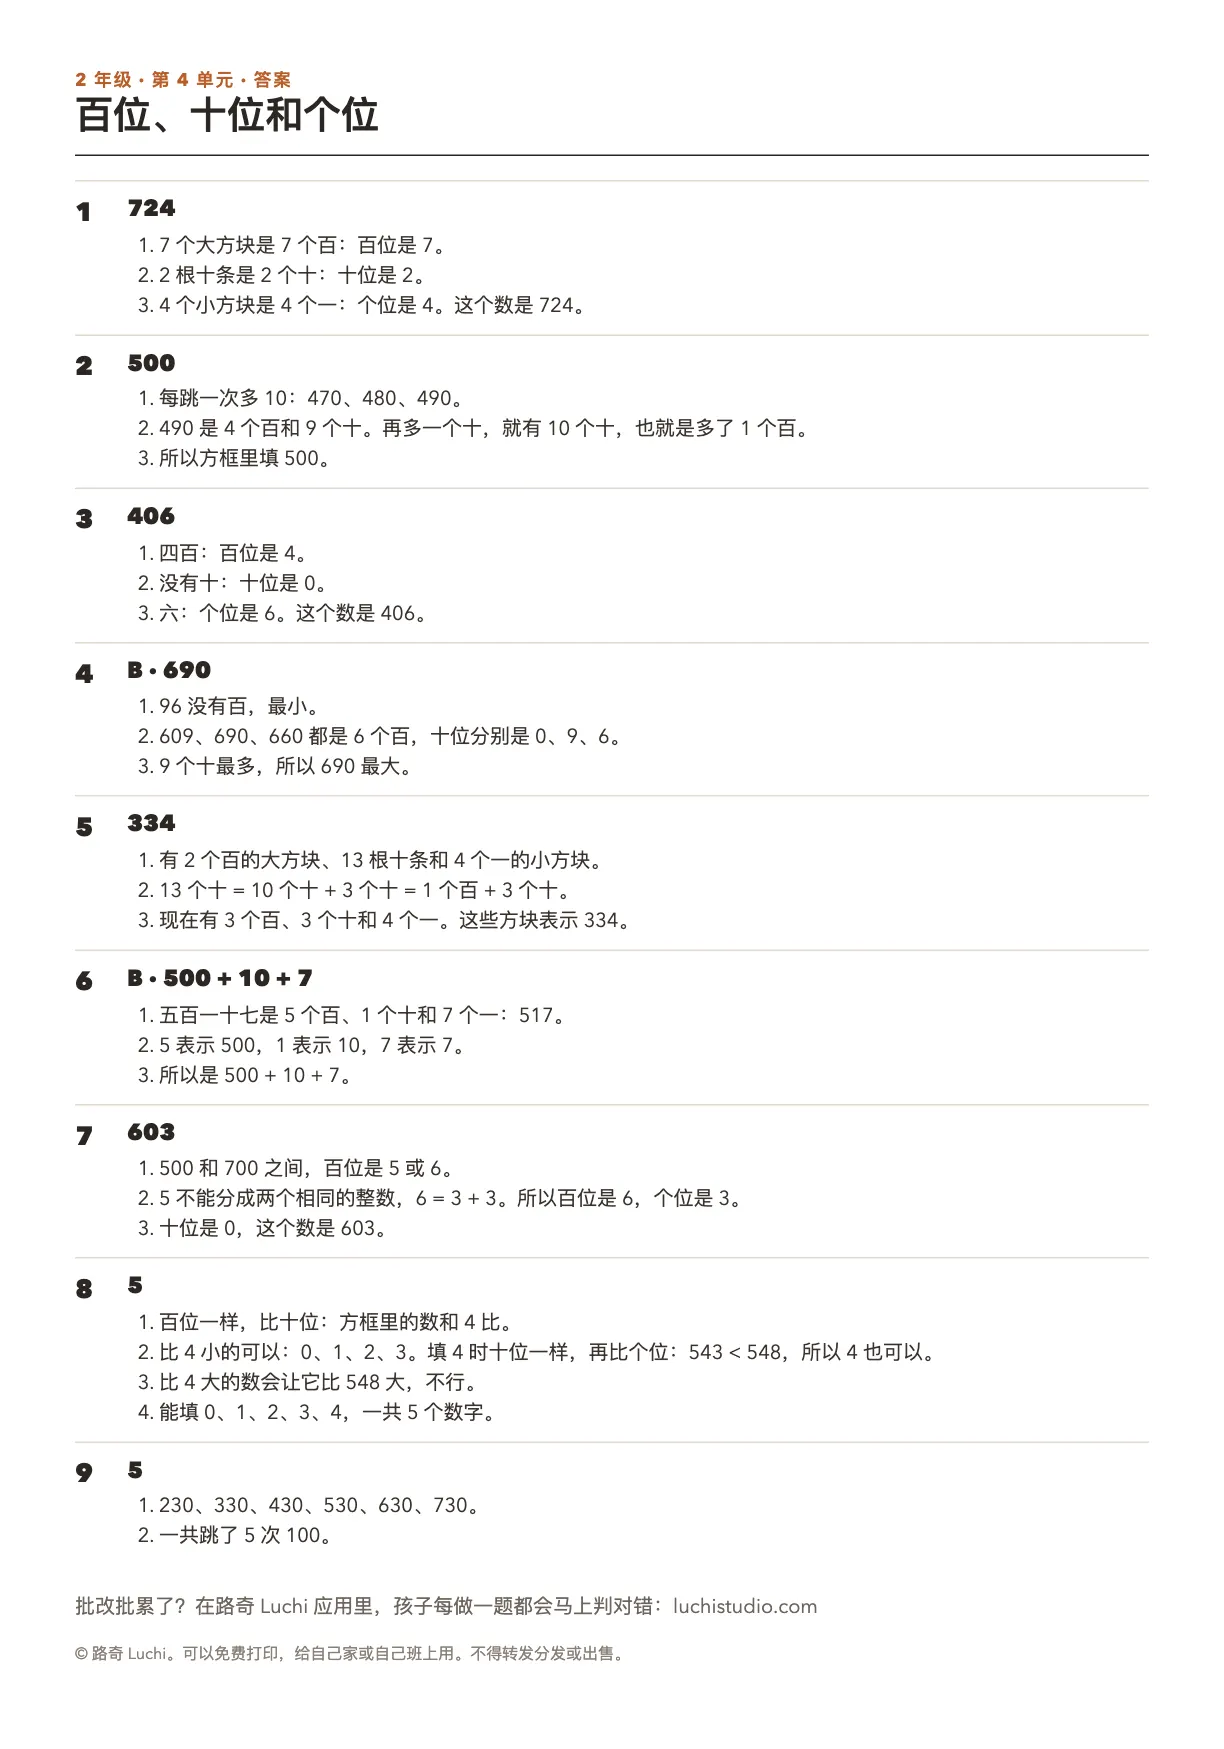 2 年级 · 第 4 单元 · 答案
百位、十位和个位
1 724
1. 7 个大方块是 7 个百：百位是 7。
2. 2 根十条是 2 个十：十位是 2。
3. 4 个小方块是 4 个一：个位是 4。这个数是 724。
2 500
1. 每跳一次多 10：470、480、490。
2. 490 是 4 个百和 9 个十。再多一个十，就有 10 个十，也就是多了 1 个百。
3. 所以方框里填 500。
3 406
1. 四百：百位是 4。
2. 没有十：十位是 0。
3. 六：个位是 6。这个数是 406。
4 B · 690
1. 96 没有百，最小。
2. 609、690、660 都是 6 个百，十位分别是 0、9、6。
3. 9 个十最多，所以 690 最大。
5 334
1. 有 2 个百的大方块、13 根十条和 4 个一的小方块。
2. 13 个十 = 10 个十 + 3 个十 = 1 个百 + 3 个十。
3. 现在有 3 个百、3 个十和 4 个一。这些方块表示 334。
6 B · 500 + 10 + 7
1. 五百一十七是 5 个百、1 个十和 7 个一：517。
2. 5 表示 500，1 表示 10，7 表示 7。
3. 所以是 500 + 10 + 7。
7 603
1. 500 和 700 之间，百位是 5 或 6。
2. 5 不能分成两个相同的整数，6 = 3 + 3。所以百位是 6，个位是 3。
3. 十位是 0，这个数是 603。
8 5
1. 百位一样，比十位：方框里的数和 4 比。
2. 比 4 小的可以：0、1、2、3。填 4 时十位一样，再比个位：543 < 548，所以 4 也可以。
3. 比 4 大的数会让它比 548 大，不行。
4. 能填 0、1、2、3、4，一共 5 个数字。
9 5
1. 230、330、430、530、630、730。
2. 一共跳了 5 次 100。
批改批累了？在路奇 Luchi 应用里，孩子每做一题都会马上判对错：luchistudio.com
© 路奇 Luchi。可以免费打印，给自己家或自己班上用。不得转发分发或出售。